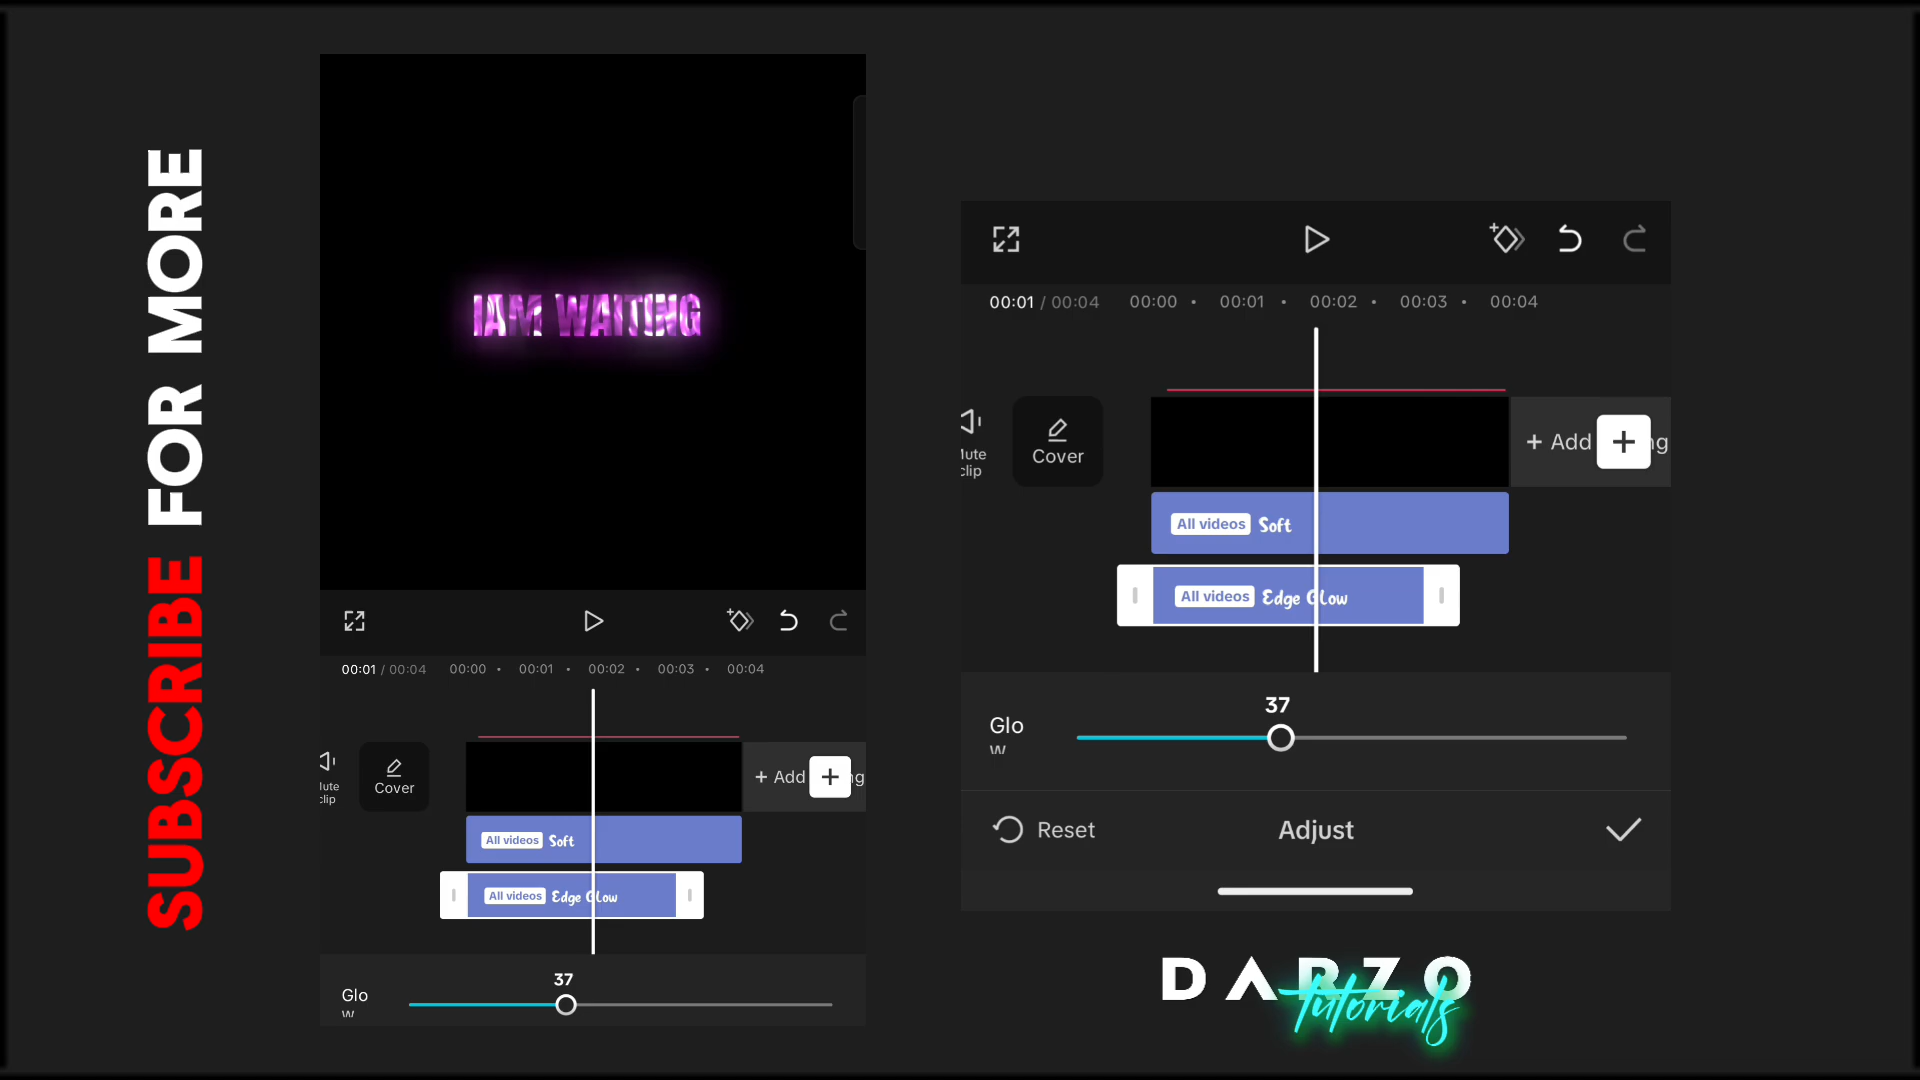 SUBSCRIBE FOR MORE
IAM WAITING
00:01 / 00:04 00:00 00:01 00:02 00:03 00:04
Cover
clip
+ Add
All videos Soft
All videos Edge Glow
37
Glo
w
00:01 / 00:04 00:00 00:01 00:02 00:03 00:04
Cover
clip
+ Add
All videos Soft
All videos Edge Glow
37
Glo
w
Reset Adjust
DARZO
tutorials